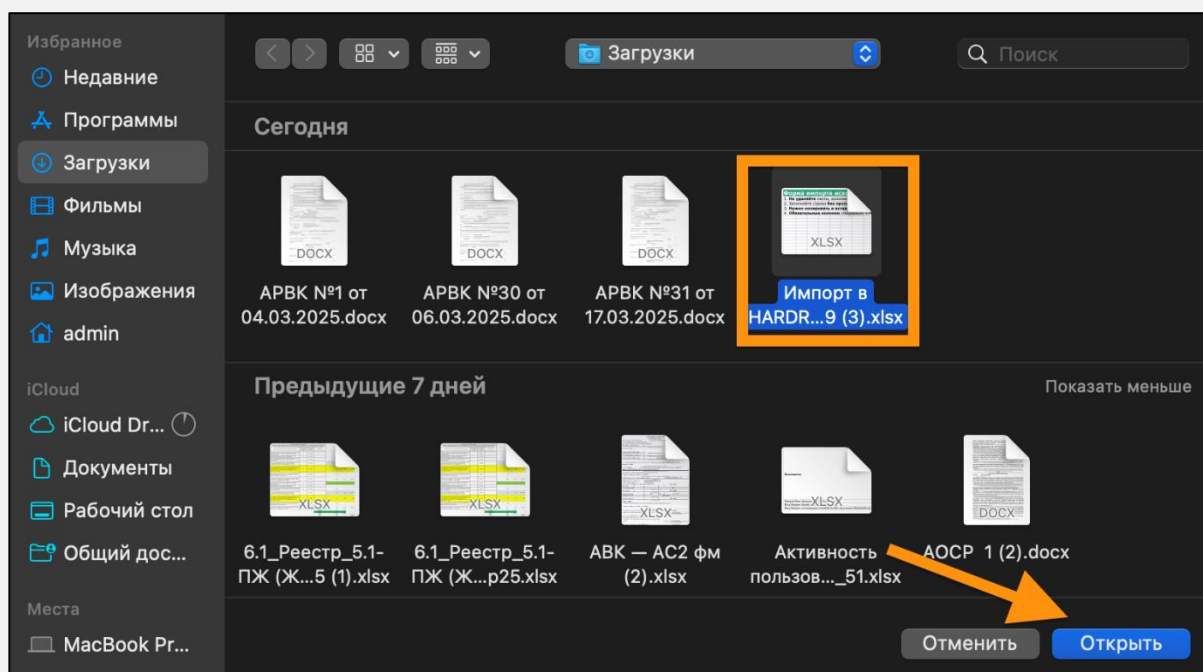 Избранное
Недавние
Программы
Загрузки
Фильмы
Музыка
Изображения
admin
iCloud
iCloud Dr...
Документы
Рабочий стол
Общий дос...
Места
MacBook Pr...
Загрузки
Поиск
Сегодня
DOCX
АРВК №1 от
04.03.2025.docx
DOCX
АРВК №30 от
06.03.2025.docx
DOCX
АРВК №31 от
17.03.2025.docx
XLSX
Импорт в
HARDR...9 (3).xlsx
Предыдущие 7 дней
Показать меньше
XLSX
6.1_Реестр_5.1-
ПЖ (Ж...5 (1).xlsx
XLSX
6.1_Реестр_5.1-
ПЖ (Ж...р25.xlsx
XLSX
АВК — АС2 фм
(2).xlsx
XLSX
Активность
пользов..._51.xlsx
DOCX
АОСР 1 (2).docx
Отменить
Открыть